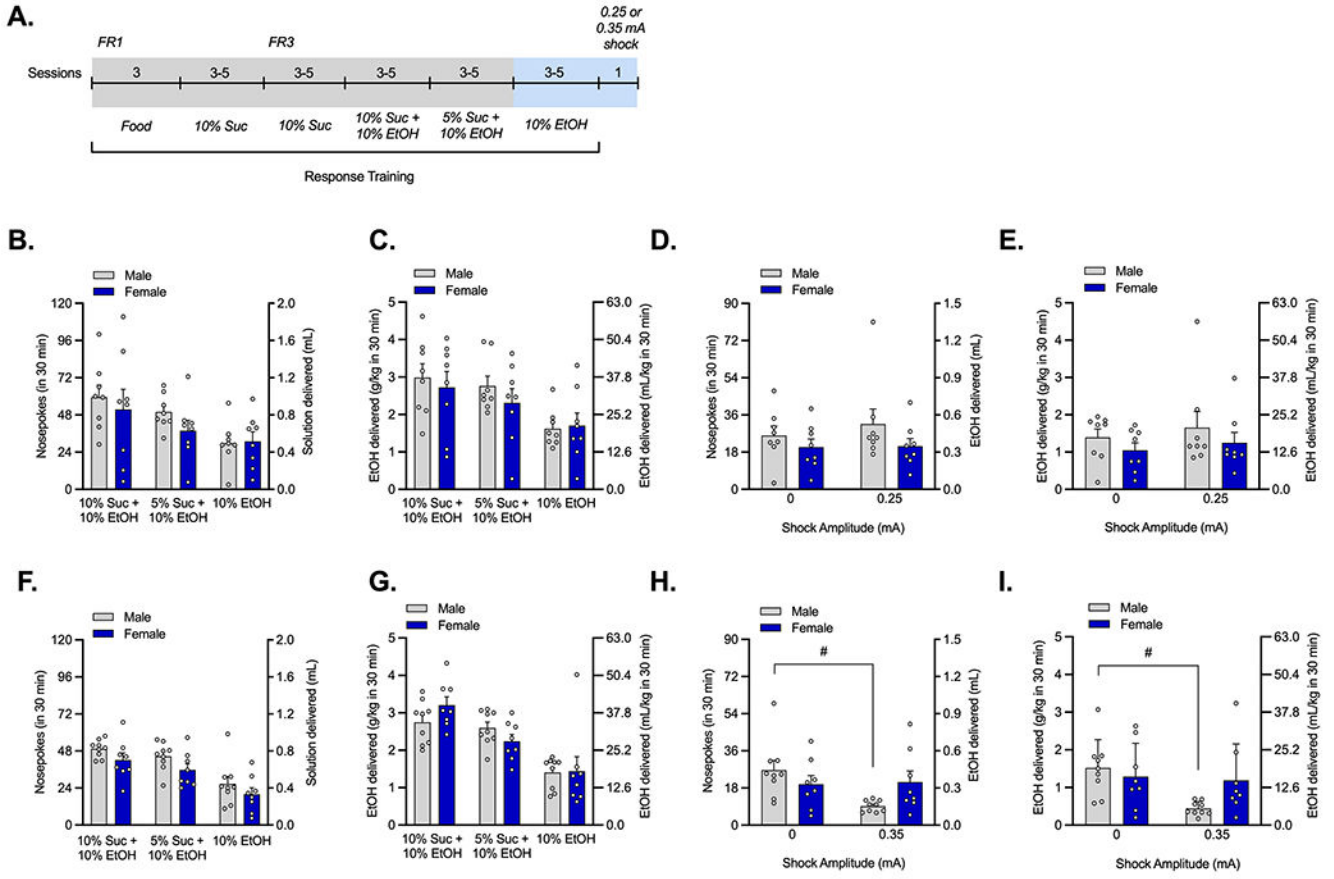 A.
0.25 or
0.35 mA
shock
FR1
FR3
Sessions
3
3-5
3-5
3-5
3-5
3-5
1
Food
10% Suc
10% Suc
10% Suc +
10% EtOH
5% Suc +
10% EtOH
10% EtOH
Response Training
B.
Male
Female
Nosepokes (in 30 min)
120
96
72
48
24
0
2.0
1.6
1.2
0.8
0.4
0.0
Solution delivered (mL)
10% Suc +
10% EtOH
5% Suc +
10% EtOH
10% EtOH
C.
Male
Female
EtOH delivered (g/kg in 30 min)
5
4
3
2
1
0
63.0
50.4
37.8
25.2
12.6
0.0
EtOH delivered (mL/kg in 30 min)
10% Suc +
10% EtOH
5% Suc +
10% EtOH
10% EtOH
D.
Male
Female
Nosepokes (in 30 min)
90
72
54
36
18
0
1.5
1.2
0.9
0.6
0.3
0.0
EtOH delivered (mL)
0
0.25
Shock Amplitude (mA)
E.
Male
Female
EtOH delivered (g/kg in 30 min)
5
4
3
2
1
0
63.0
50.4
37.8
25.2
12.6
0.0
EtOH delivered (mL/kg in 30 min)
0
0.25
Shock Amplitude (mA)
F.
Male
Female
Nosepokes (in 30 min)
120
96
72
48
24
0
2.0
1.6
1.2
0.8
0.4
0.0
Solution delivered (mL)
10% Suc +
10% EtOH
5% Suc +
10% EtOH
10% EtOH
G.
Male
Female
EtOH delivered (g/kg in 30 min)
5
4
3
2
1
0
63.0
50.4
37.8
25.2
12.6
0.0
EtOH delivered (mL/kg in 30 min)
10% Suc +
10% EtOH
5% Suc +
10% EtOH
10% EtOH
H.
Male
Female
#
Nosepokes (in 30 min)
90
72
54
36
18
0
1.5
1.2
0.9
0.6
0.3
0.0
EtOH delivered (mL)
0
0.35
Shock Amplitude (mA)
I.
Male
Female
#
EtOH delivered (g/kg in 30 min)
5
4
3
2
1
0
63.0
50.4
37.8
25.2
12.6
0.0
EtOH delivered (mL/kg in 30 min)
0
0.35
Shock Amplitude (mA)